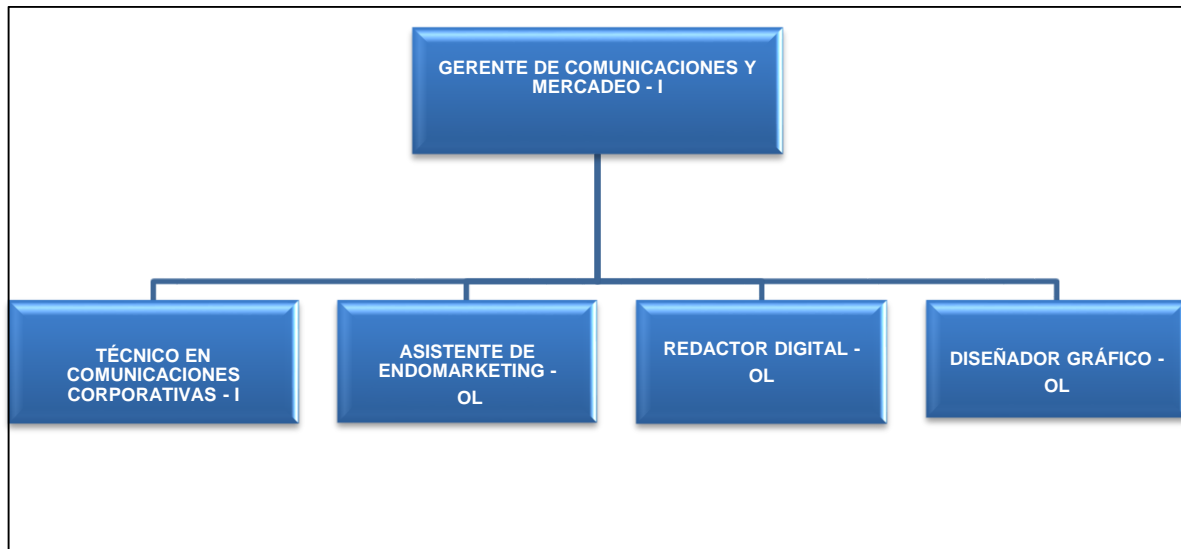 GERENTE DE COMUNICACIONES Y
MERCADEO - I
TÉCNICO EN
COMUNICACIONES
CORPORATIVAS - I
ASISTENTE DE
ENDOMARKETING -
OL
REDACTOR DIGITAL -
OL
DISEÑADOR GRÁFICO -
OL